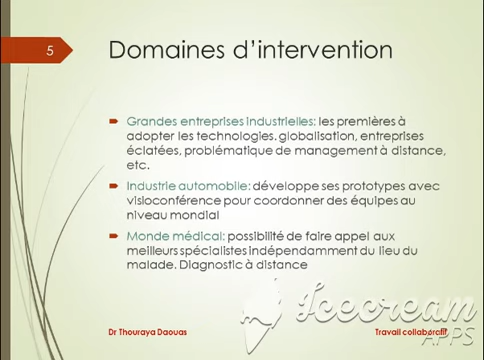 5
Domaines d'intervention
Grandes entreprises industrielles: les premières à
adopter les technologies. globalisation, entreprises
éclatées, problématique de management à distance,
etc.
Industrie automobile: développe ses prototypes avec
visioconférence pour coordonner des équipes au
niveau mondial
Monde médical: possibilité de faire appel aux
meilleurs spécialistes indépendamment du lieu du
malade. Diagnostic à distance
Dr Thouraya Daouas
Travail collaboratif
Icecream
APPS